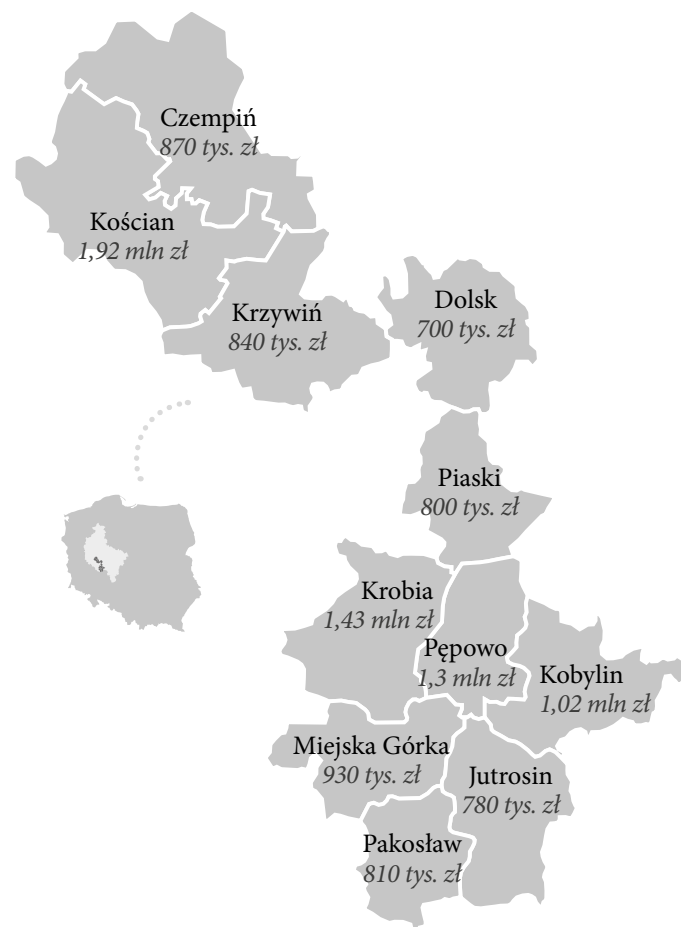 Czempiń
870 tys. zł
Kościan
1,92 mln zł
Krzywiń
840 tys. zł
Dolsk
700 tys. zł
Piaski
800 tys. zł
Krobia
1,43 mln zł
Pępowo
1,3 mln zł
Kobylin
1,02 mln zł
Miejska Górka
930 tys. zł
Jutrosin
780 tys. zł
Pakosław
810 tys. zł